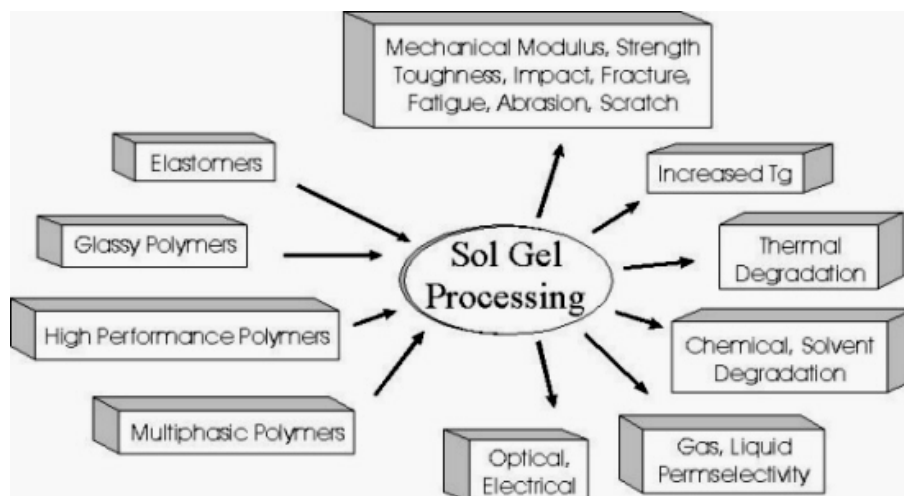 Mechanical Modulus, Strength
Toughness, Impact, Fracture,
Fatigue, Abrasion, Scratch
Elastomers
Increased Tg
Glassy Polymers
Sol Gel
Processing
Thermal
Degradation
High Performance Polymers
Chemical, Solvent
Degradation
Multiphasic Polymers
Optical,
Electrical
Gas, Liquid
Permselectivity